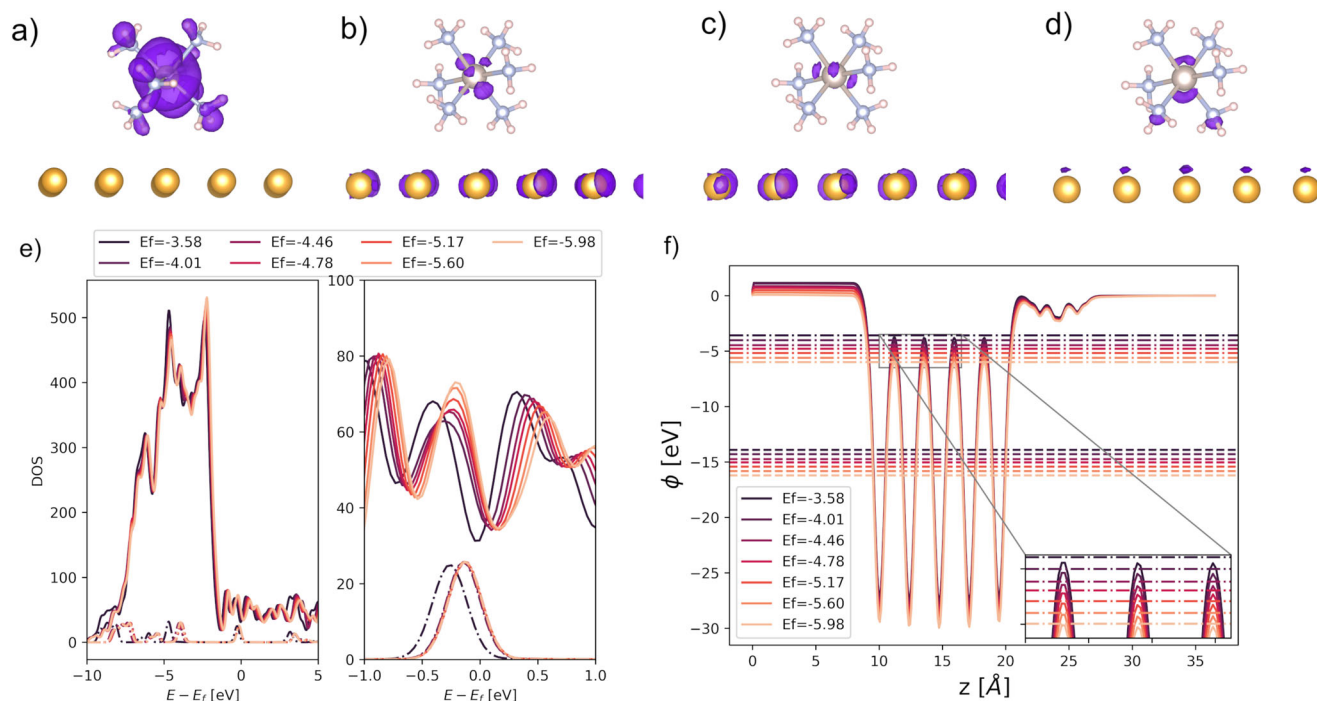 a)
b)
c)
d)
e)
Ef=-3.58 Ef=-4.46 Ef=-5.17 Ef=-5.98
Ef=-4.01 Ef=-4.78 Ef=-5.60
DOS
500
400
300
200
100
0
−10 −5 0 5
E − E_f [eV]
100
80
60
40
20
0
−1.0 −0.5 0.0 0.5 1.0
E − E_f [eV]
f)
ϕ [eV]
0
−5
−10
−15
−20
−25
−30
Ef=-3.58
Ef=-4.01
Ef=-4.46
Ef=-4.78
Ef=-5.17
Ef=-5.60
Ef=-5.98
0 5 10 15 20 25 30 35
z [Å]